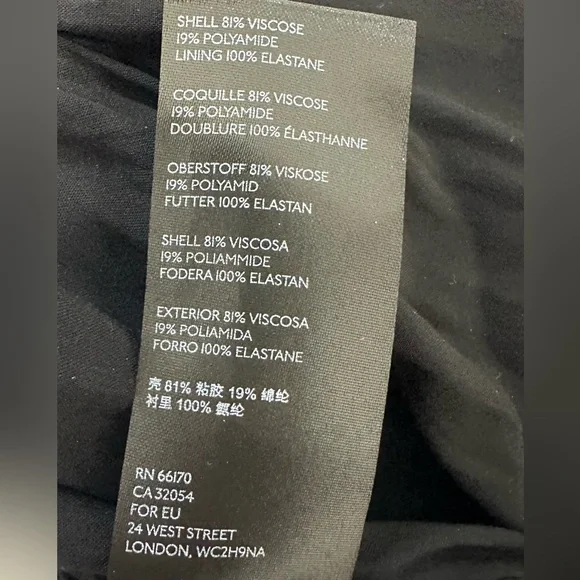 SHELL 81% VISCOSE
19% POLYAMIDE
LINING 100% ELASTANE
COQUILLE 81% VISCOSE
19% POLYAMIDE
DOUBLURE 100% ÉLASTHANNE
OBERSTOFF 81% VISKOSE
19% POLYAMID
FUTTER 100% ELASTAN
SHELL 81% VISCOSA
19% POLIAMMIDE
FODERA 100% ELASTAN
EXTERIOR 81% VISCOSA
19% POLIAMIDA
FORRO 100% ELASTANE
壳 81% 粘胶 19% 绵纶
衬里 100% 氨纶
RN 66170
CA 32054
FOR EU
24 WEST STREET
LONDON, WC2H9NA